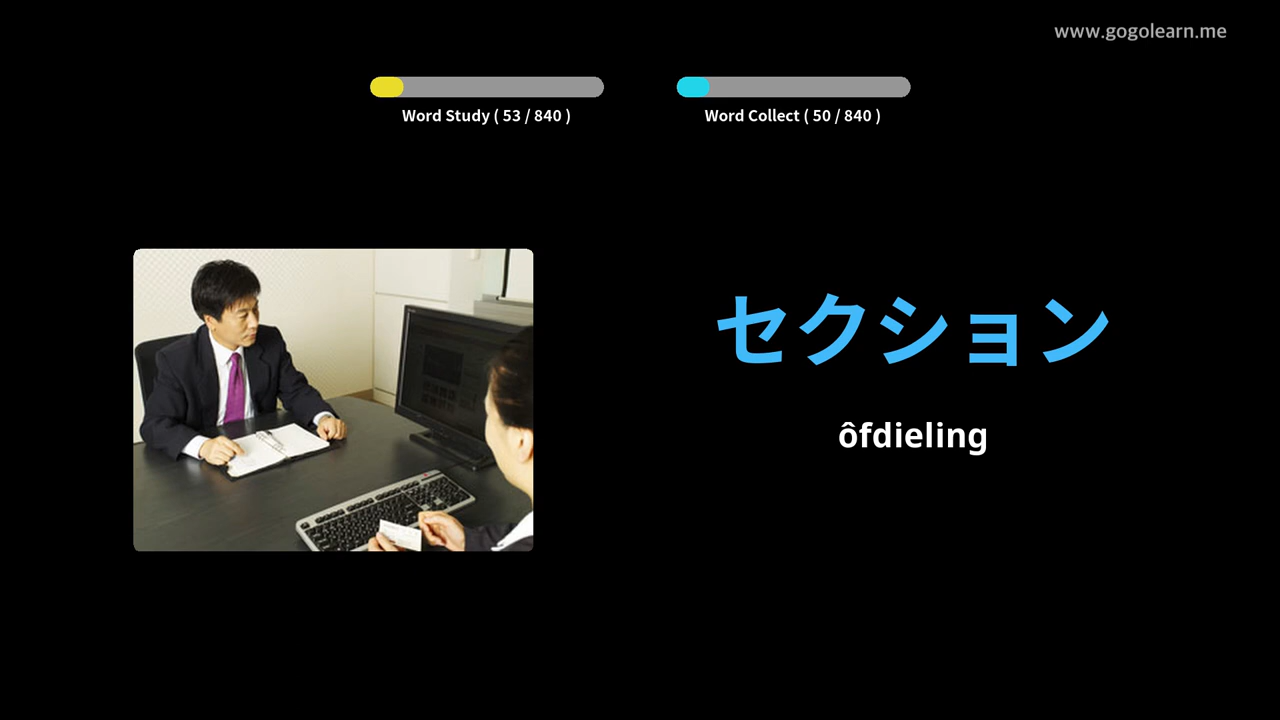 www.gogolearn.me
Word Study ( 53 / 840 )
Word Collect ( 50 / 840 )
セクション
ôfdieling